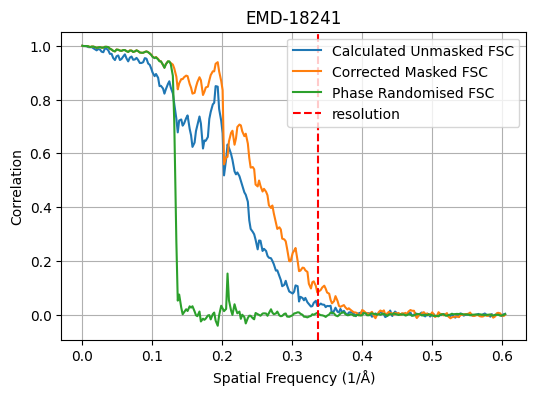 EMD-18241
Calculated Unmasked FSC
Corrected Masked FSC
Phase Randomised FSC
resolution
Correlation
1.0
0.8
0.6
0.4
0.2
0.0
0.0 0.1 0.2 0.3 0.4 0.5 0.6
Spatial Frequency (1/Å)